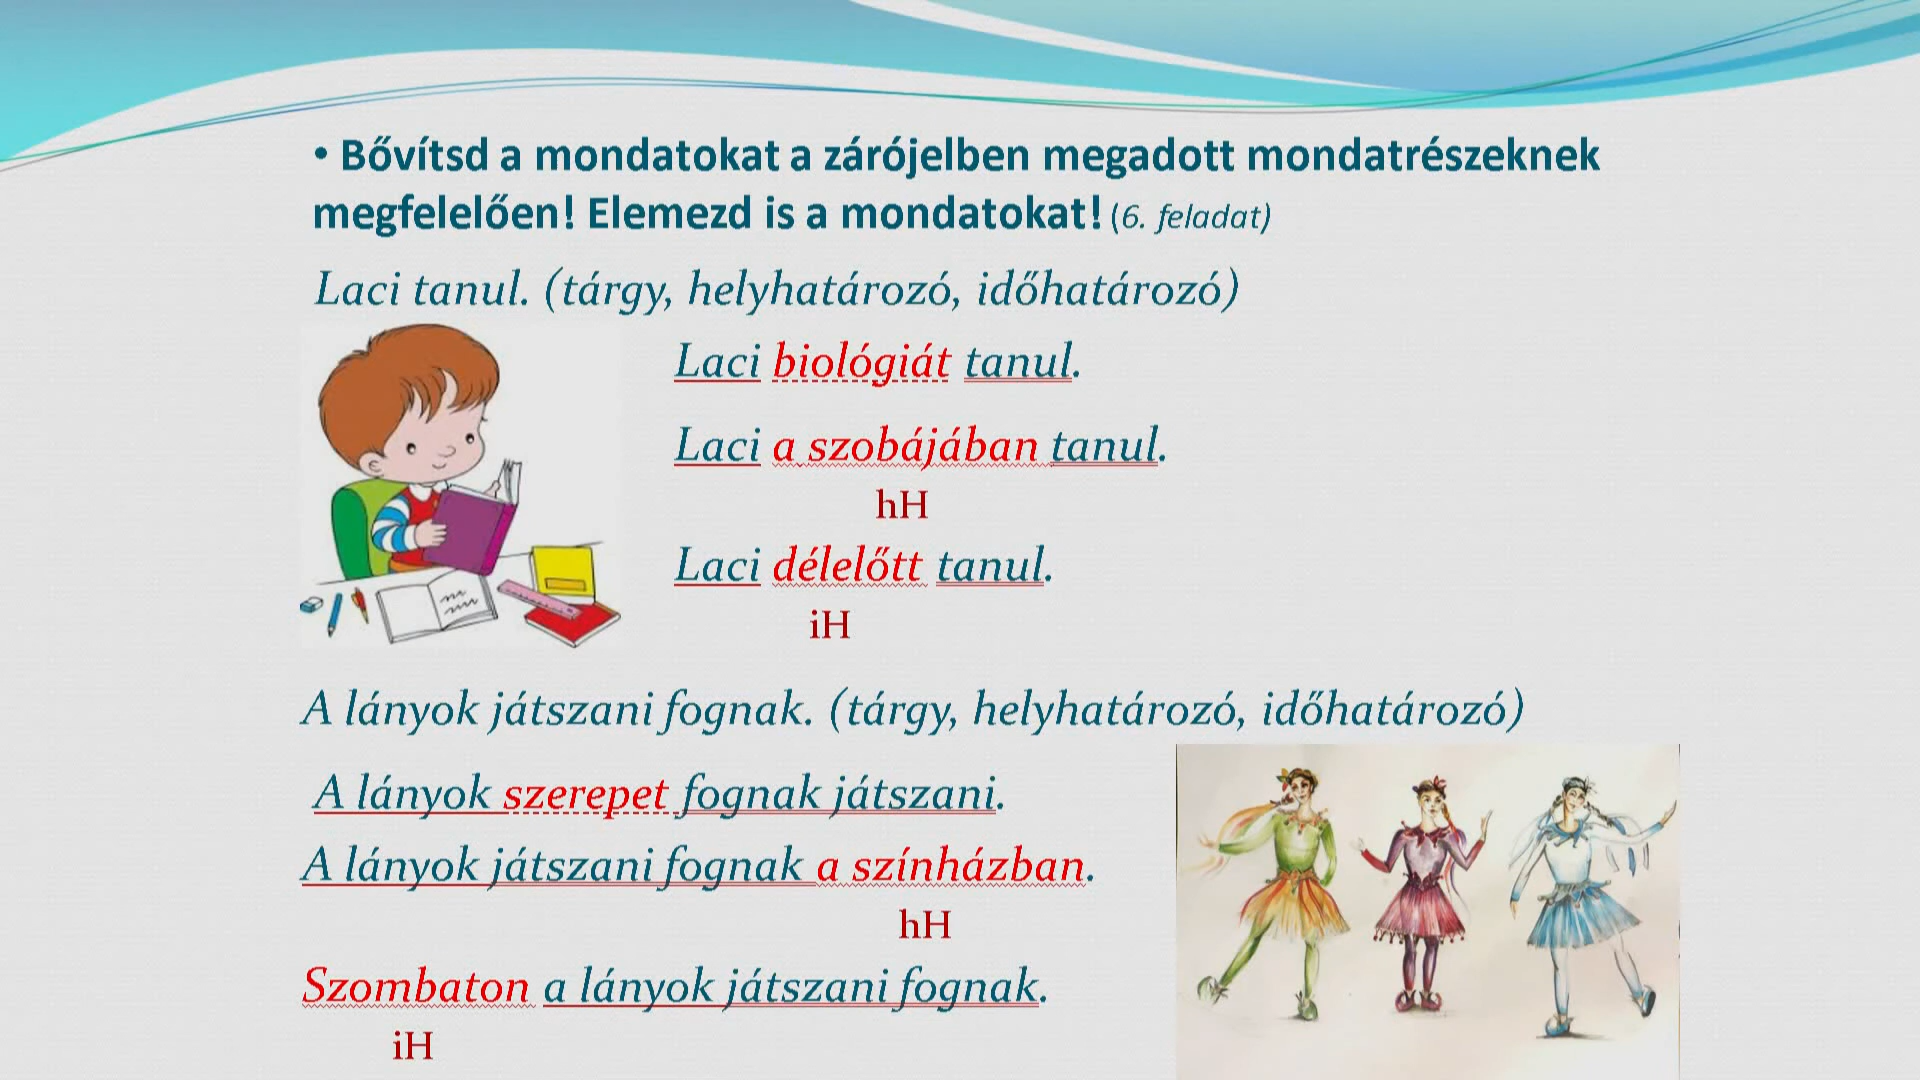 • Bővítsd a mondatokat a zárójelben megadott mondatrészeknek
megfelelően! Elemezd is a mondatokat! (6. feladat)
Laci tanul. (tárgy, helyhatározó, időhatározó)
Laci biológiát tanul.
Laci a szobájában tanul.
hH
Laci délelőtt tanul.
iH
A lányok játszani fognak. (tárgy, helyhatározó, időhatározó)
A lányok szerepet fognak játszani.
A lányok játszani fognak a színházban.
hH
Szombaton a lányok játszani fognak.
iH